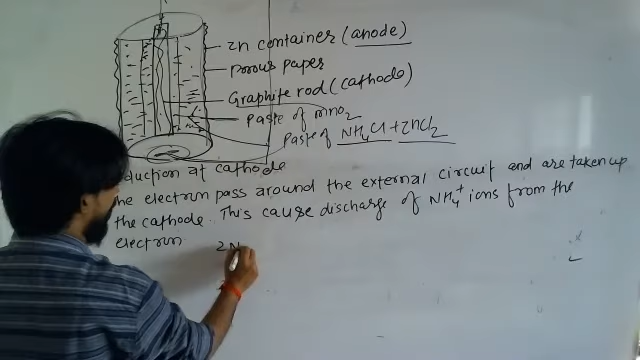 Zn container (anode)
Porous paper
Graphite rod (cathode)
Paste of MnO2
Paste of NH4Cl + ZnCl2
duction at cathode
he electron pass around the external circuit and are taken up
the cathode. This cause discharge of NH4+ ions from the
electron
2N